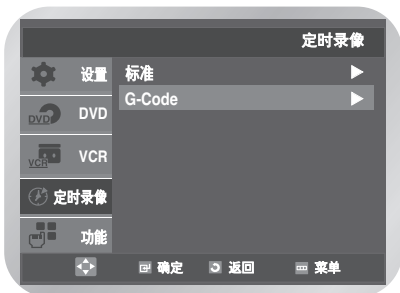 定时录像
设置
标准
DVD
DVD
G-Code
VCR
VCR
定时录像
功能
确定 返回 菜单